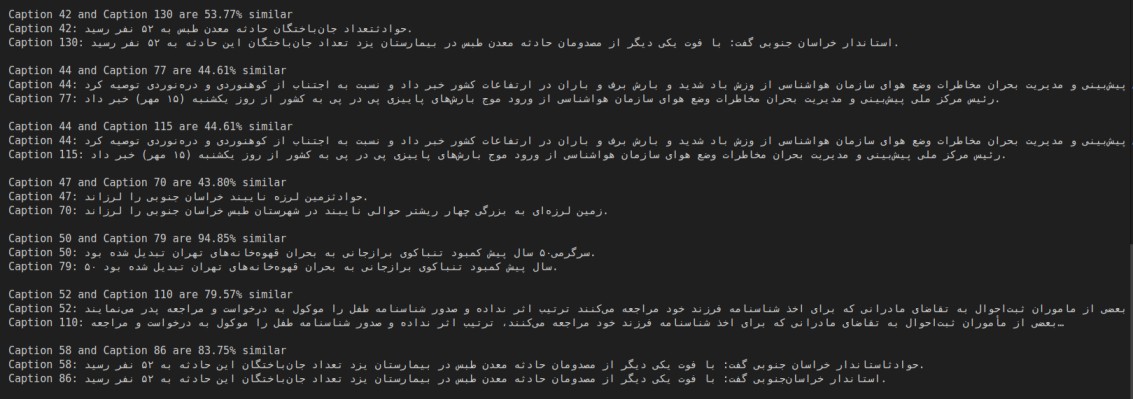 Caption 42 and Caption 130 are 53.77% similar
Caption 42: حوادثتعداد جان‌باختگان حادثه معدن طبس به ۵۲ نفر رسید.
Caption 130: استاندار خراسان جنوبی گفت: با فوت یکی دیگر از مصدومان حادثه معدن طبس در بیمارستان یزد تعداد جان‌باختگان این حادثه به ۵۲ نفر رسید.
Caption 44 and Caption 77 are 44.61% similar
Caption 44: پیش‌بینی و مدیریت بحران مخاطرات وضع هوای سازمان هواشناسی از وزش باد شدید و بارش برف و باران در ارتفاعات کشور خبر داد و نسبت به اجتناب از کوهنوردی و دره‌نوردی توصیه کرد
Caption 77: رئیس مرکز ملی پیش‌بینی و مدیریت بحران مخاطرات وضع هوای سازمان هواشناسی از ورود موج بارش‌های پاییزی پی در پی به کشور از روز یکشنبه (۱۵ مهر) خبر داد.
Caption 44 and Caption 115 are 44.61% similar
Caption 44: پیش‌بینی و مدیریت بحران مخاطرات وضع هوای سازمان هواشناسی از وزش باد شدید و بارش برف و باران در ارتفاعات کشور خبر داد و نسبت به اجتناب از کوهنوردی و دره‌نوردی توصیه کرد
Caption 115: رئیس مرکز ملی پیش‌بینی و مدیریت بحران مخاطرات وضع هوای سازمان هواشناسی از ورود موج بارش‌های پاییزی پی در پی به کشور از روز یکشنبه (۱۵ مهر) خبر داد.
Caption 47 and Caption 70 are 43.80% similar
Caption 47: حوادثزمین لرزه نایبند خراسان جنوبی را لرزاند.
Caption 70: زمین لرزه‌ای به بزرگی چهار ریشتر حوالی نایبند در شهرستان طبس خراسان جنوبی را لرزاند.
Caption 50 and Caption 79 are 94.85% similar
Caption 50: سرگرمی۵۰ سال پیش کمبود تنباکوی برازجانی به بحران قهوه‌خانه‌های تهران تبدیل شده بود.
Caption 79: ۵۰ سال پیش کمبود تنباکوی برازجانی به بحران قهوه‌خانه‌های تهران تبدیل شده بود.
Caption 52 and Caption 110 are 79.57% similar
Caption 52: بعضی از ماموران ثبت‌احوال به تقاضای مادرانی که برای اخذ شناسنامه فرزند خود مراجعه می‌کنند ترتیب اثر نداده و صدور شناسنامه طفل را موکول به درخواست و مراجعه پدر می‌نمایند
Caption 110: بعضی از مأموران ثبت‌احوال به تقاضای مادرانی که برای اخذ شناسنامه فرزند خود مراجعه می‌کنند، ترتیب اثر نداده و صدور شناسنامه طفل را موکول به درخواست و مراجعه…
Caption 58 and Caption 86 are 83.75% similar
Caption 58: حوادثاستاندار خراسان جنوبی گفت: با فوت یکی دیگر از مصدومان حادثه معدن طبس در بیمارستان یزد تعداد جان‌باختگان این حادثه به ۵۲ نفر رسید.
Caption 86: استاندار خراسان‌جنوبی گفت: با فوت یکی دیگر از مصدومان حادثه معدن طبس در بیمارستان یزد تعداد جان‌باختگان این حادثه به ۵۲ نفر رسید.